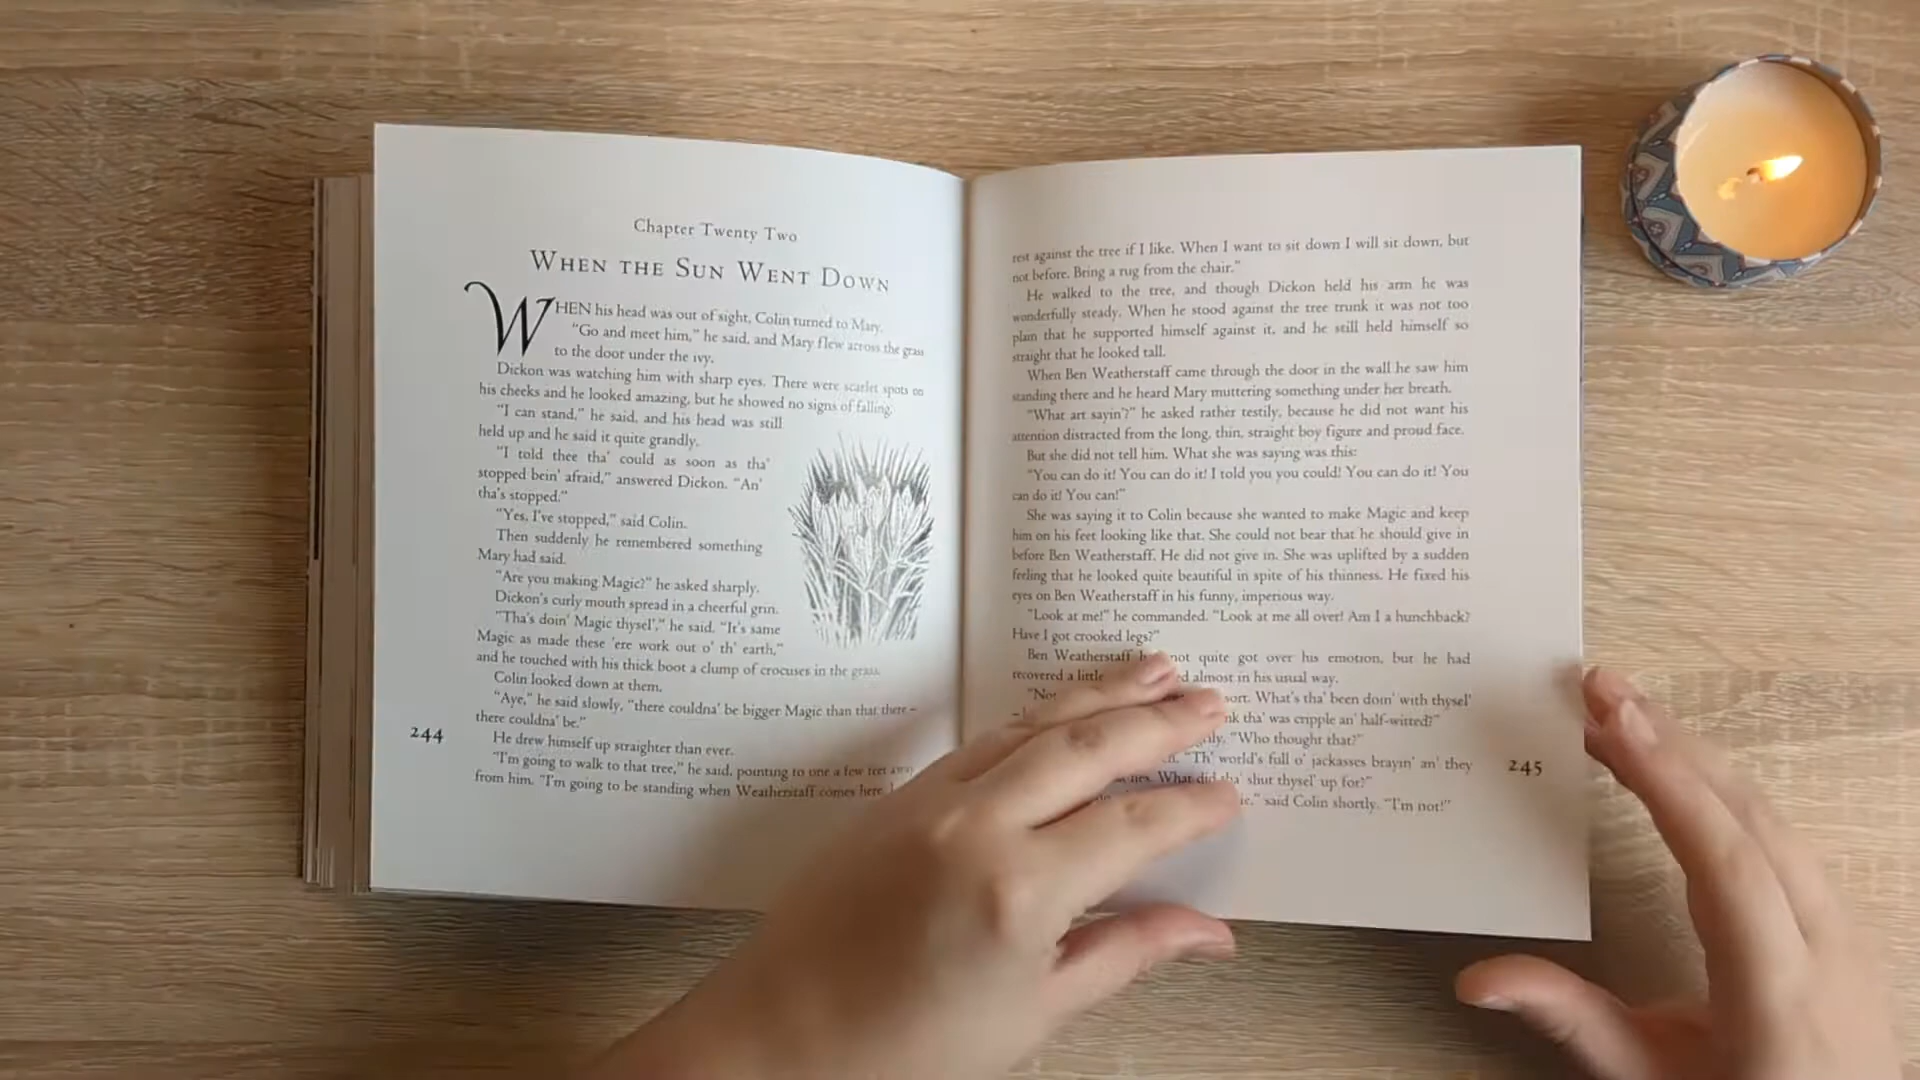 Chapter Twenty Two
WHEN THE SUN WENT DOWN
WHEN his head was out of sight, Colin turned to Mary.
"Go and meet him," he said, and Mary flew across the grass
to the door under the ivy.
Dickon was watching him with sharp eyes. There were scarlet spots on
his cheeks and he looked amazing, but he showed no signs of falling.
"I can stand," he said, and his head was still
held up and he said it quite grandly.
"I told thee tha' could as soon as tha'
stopped bein' afraid," answered Dickon. "An'
tha's stopped."
"Yes, I've stopped," said Colin.
Then suddenly he remembered something
Mary had said.
"Are you making Magic?" he asked sharply.
Dickon's curly mouth spread in a cheerful grin.
"Tha's doin' Magic thysel'," he said. "It's same
Magic as made these 'ere work out o' th' earth,"
and he touched with his thick boot a clump of crocuses in the grass.
Colin looked down at them.
"Aye," he said slowly, "there couldna' be bigger Magic than that there –
there couldna' be."
He drew himself up straighter than ever.
"I'm going to walk to that tree," he said, pointing to one a few feet away
from him. "I'm going to be standing when Weatherstaff comes here. I
244
rest against the tree if I like. When I want to sit down I will sit down, but
not before. Bring a rug from the chair."
He walked to the tree, and though Dickon held his arm he was
wonderfully steady. When he stood against the tree trunk it was not too
plain that he supported himself against it, and he still held himself so
straight that he looked tall.
When Ben Weatherstaff came through the door in the wall he saw him
standing there and he heard Mary muttering something under her breath.
"What art sayin'?" he asked rather testily, because he did not want his
attention distracted from the long, thin, straight boy figure and proud face.
But she did not tell him. What she was saying was this:
"You can do it! You can do it! I told you you could! You can do it! You
can do it! You can!"
She was saying it to Colin because she wanted to make Magic and keep
him on his feet looking like that. She could not bear that he should give in
before Ben Weatherstaff. He did not give in. She was uplifted by a sudden
feeling that he looked quite beautiful in spite of his thinness. He fixed his
eyes on Ben Weatherstaff in his funny, imperious way.
"Look at me!" he commanded. "Look at me all over! Am I a hunchback?
Have I got crooked legs?"
Ben Weatherstaff not quite got over his emotion, but he had
recovered a little almost in his usual way.
"Not sort. What's tha' been doin' with thysel'
tha' was cripple an' half-witted?"
"Who thought that?"
"Th' world's full o' jackasses brayin' an' they
What did tha' shut thysel' up for?"
said Colin shortly. "I'm not!"
245